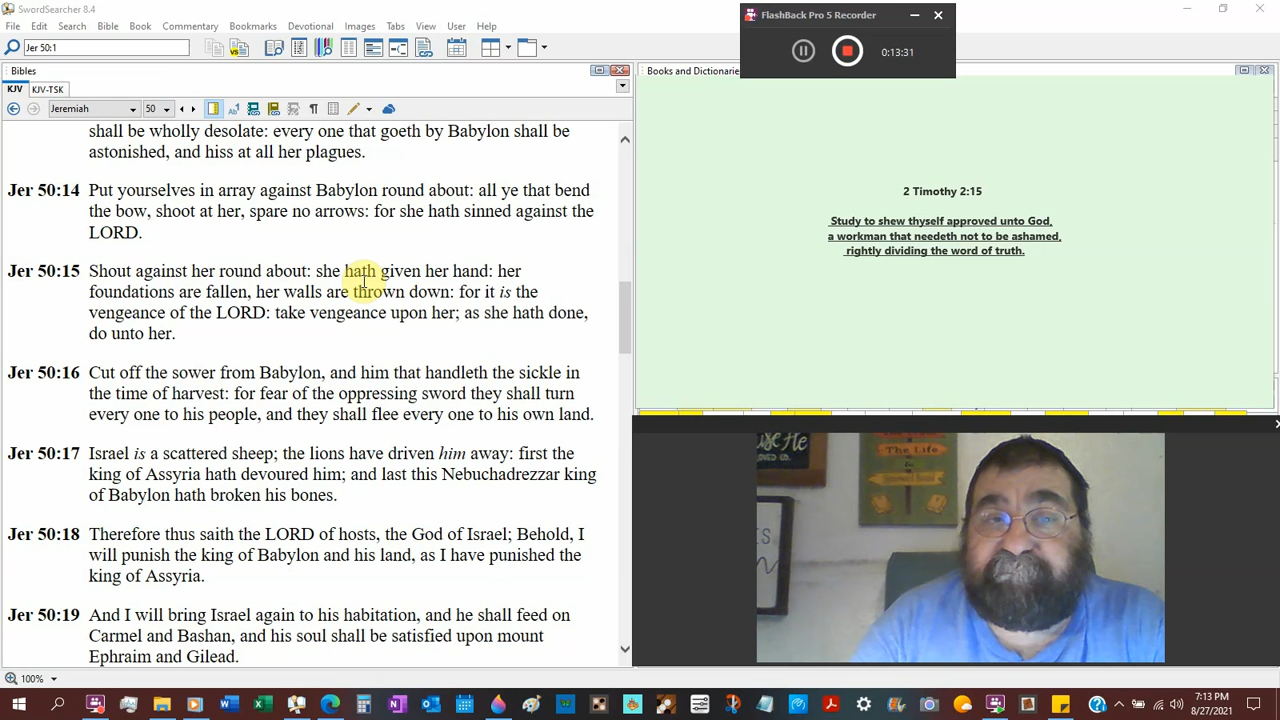 SwordSearcher 8.4
File Edit Search Bible Book Commentary Bookmarks Devotional Images Tabs View User Help
Jer 50:1
VS
Bibles
KJV KJV-TSK
Jeremiah 50
shall be wholly desolate: every one that goeth by Babylon shall be
astonished, and hiss at all her plagues.
Jer 50:14 Put yourselves in array against Babylon round about: all ye that bend
the bow, shoot at her, spare no arrows: for she hath sinned against the
LORD.
Jer 50:15 Shout against her round about: she hath given her hand: her
foundations are fallen, her walls are thrown down: for it is the
vengeance of the LORD: take vengeance upon her; as she hath done,
do unto her.
Jer 50:16 Cut off the sower from Babylon, and him that handleth the sickle in
the time of harvest: for fear of the oppressing sword they shall turn
every one to his people, and they shall flee every one to his own land.
Jer 50:17 Israel is a scattered sheep; the lions have driven him away: first the
king of Assyria hath devoured him; and last this Nebuchadrezzar king
of Babylon hath broken his bones.
Jer 50:18 Therefore thus saith the LORD of hosts, the God of Israel; Behold, I
will punish the king of Babylon and his land, as I have punished the
king of Assyria.
Jer 50:19 And I will bring Israel again to his habitation, and he shall feed on
Carmel and Bashan, and his soul shall be satisfied upon mount
Ephraim and Gilead.
100%
FlashBack Pro 5 Recorder
0:13:31
Books and Dictionaries
2 Timothy 2:15
Study to shew thyself approved unto God,
a workman that needeth not to be ashamed,
rightly dividing the word of truth.
He
The Life
IS
7:13 PM
8/27/2021